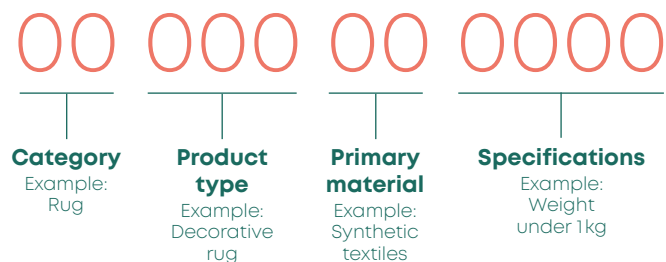 00 000 00 0000
Category
Example:
Rug
Product
type
Example:
Decorative
rug
Primary
material
Example:
Synthetic
textiles
Specifications
Example:
Weight
under 1kg